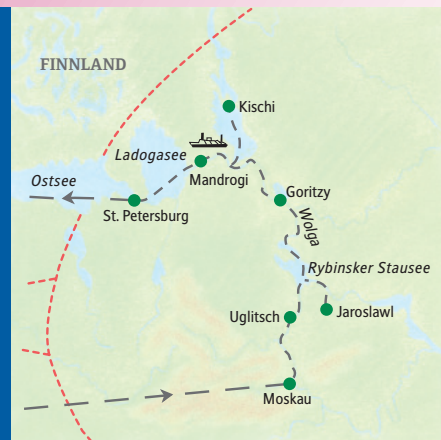 FINNLAND
Kischi
Ladogasee
Mandrogi
Ostsee
Goritzy
St. Petersburg
Wolga
Rybinsker Stausee
Uglitsch
Jaroslawl
Moskau